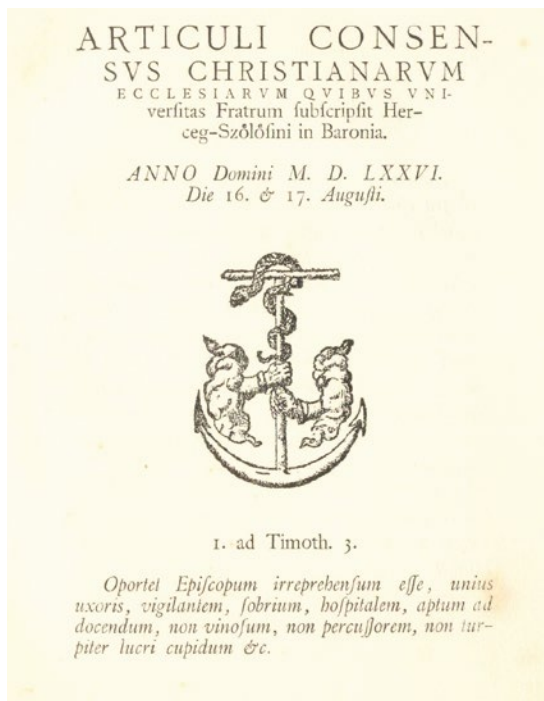 ARTICULI CONSEN-
SVS CHRISTIANARVM
ECCLESIARVM QVIBVS VNI-
verſitas Fratrum ſubſcripſit Her-
ceg-Szőlőſini in Baronia.
ANNO Domini M. D. LXXVI.
Die 16. & 17. Auguſti.
1. ad Timoth. 3.
Oportet Epiſcopum irreprehenſum eſſe, unius
uxoris, vigilantem, ſobrium, hoſpitalem, aptum ad
docendum, non vinoſum, non percuſſorem, non tur-
piter lucri cupidum &c.